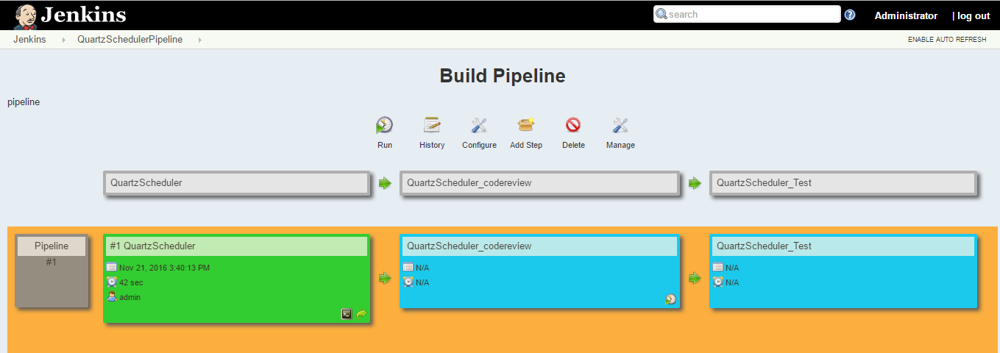 Jenkins
search
Administrator | log out
Jenkins QuartzSchedulerPipeline
ENABLE AUTO REFRESH
Build Pipeline
pipeline
Run History Configure Add Step Delete Manage
QuartzScheduler QuartzScheduler_codereview QuartzScheduler_Test
Pipeline
#1
#1 QuartzScheduler
Nov 21, 2016 3:40:13 PM
42 sec
admin
QuartzScheduler_codereview
N/A
N/A
QuartzScheduler_Test
N/A
N/A